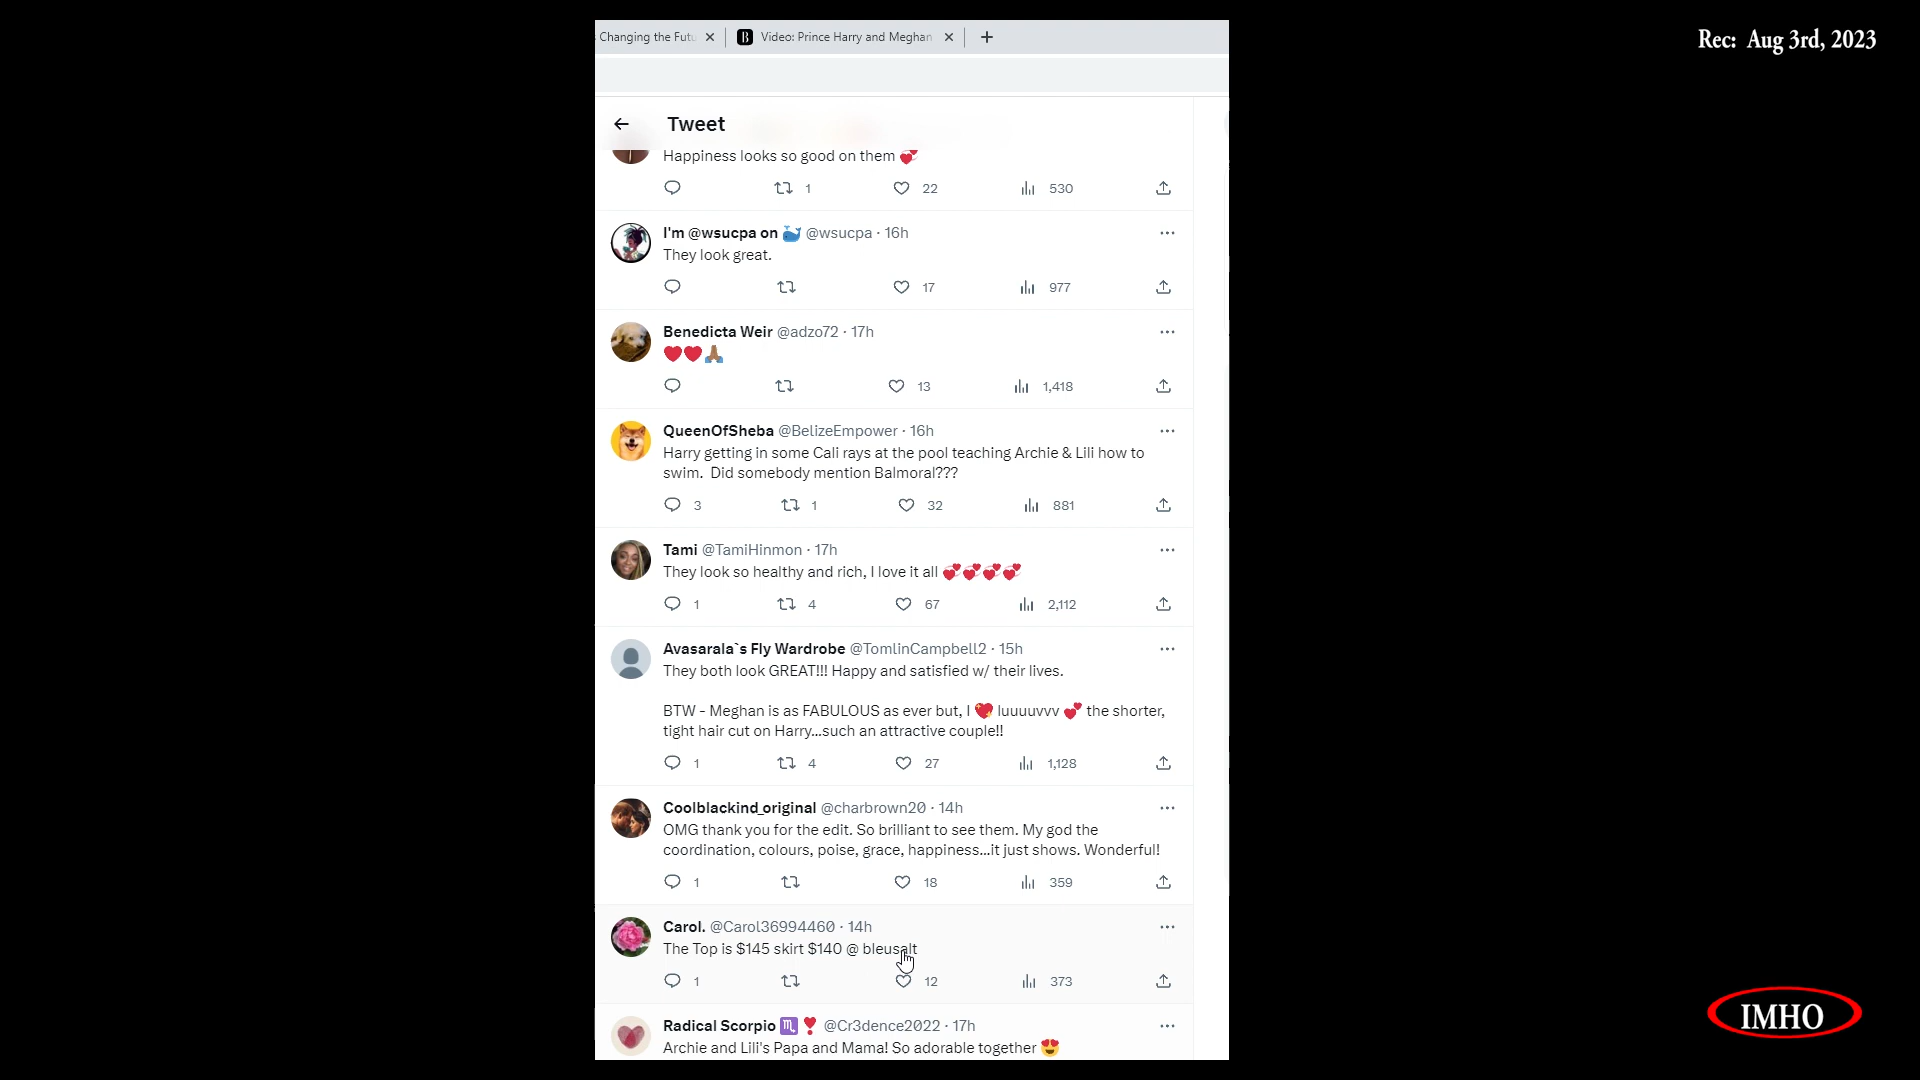 Changing the Futu
Video: Prince Harry and Meghan
Rec: Aug 3rd, 2023
Tweet
Happiness looks so good on them 💞
1 22 530
I'm @wsucpa on 🐳 @wsucpa · 16h
They look great.
17 977
Benedicta Weir @adzo72 · 17h
❤️❤️🙏🏾
13 1,418
QueenOfSheba @BelizeEmpower · 16h
Harry getting in some Cali rays at the pool teaching Archie & Lili how to
swim. Did somebody mention Balmoral???
3 1 32 881
Tami @TamiHinmon · 17h
They look so healthy and rich, I love it all 💞💞💞💞
1 4 67 2,112
Avasarala`s Fly Wardrobe @TomlinCampbell2 · 15h
They both look GREAT!!! Happy and satisfied w/ their lives.
BTW - Meghan is as FABULOUS as ever but, I 💖 luuuuvvv 💕 the shorter,
tight hair cut on Harry...such an attractive couple!!
1 4 27 1,128
Coolblackind_original @charbrown20 · 14h
OMG thank you for the edit. So brilliant to see them. My god the
coordination, colours, poise, grace, happiness...it just shows. Wonderful!
1 18 359
Carol. @Carol36994460 · 14h
The Top is $145 skirt $140 @ bleusalt
1 12 373
Radical Scorpio ♏❣️ @Cr3dence2022 · 17h
Archie and Lili's Papa and Mama! So adorable together 😍
IMHO